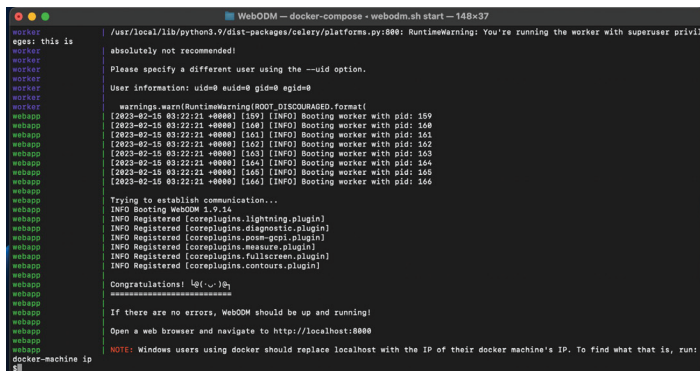 WebODM — docker-compose • webodm.sh start — 148×37
worker | /usr/local/lib/python3.9/dist-packages/celery/platforms.py:800: RuntimeWarning: You're running the worker with superuser privil
eges: this is
worker | absolutely not recommended!
worker |
worker | Please specify a different user using the --uid option.
worker |
worker | User information: uid=0 euid=0 gid=0 egid=0
worker |
worker | warnings.warn(RuntimeWarning(ROOT_DISCOURAGED.format(
webapp | [2023-02-15 03:22:21 +0000] [159] [INFO] Booting worker with pid: 159
webapp | [2023-02-15 03:22:21 +0000] [160] [INFO] Booting worker with pid: 160
webapp | [2023-02-15 03:22:21 +0000] [161] [INFO] Booting worker with pid: 161
webapp | [2023-02-15 03:22:21 +0000] [162] [INFO] Booting worker with pid: 162
webapp | [2023-02-15 03:22:21 +0000] [163] [INFO] Booting worker with pid: 163
webapp | [2023-02-15 03:22:21 +0000] [164] [INFO] Booting worker with pid: 164
webapp | [2023-02-15 03:22:21 +0000] [165] [INFO] Booting worker with pid: 165
webapp | [2023-02-15 03:22:21 +0000] [166] [INFO] Booting worker with pid: 166
webapp |
webapp | Trying to establish communication...
webapp | INFO Booting WebODM 1.9.14
webapp | INFO Registered [coreplugins.lightning.plugin]
webapp | INFO Registered [coreplugins.diagnostic.plugin]
webapp | INFO Registered [coreplugins.posm-gcpi.plugin]
webapp | INFO Registered [coreplugins.measure.plugin]
webapp | INFO Registered [coreplugins.fullscreen.plugin]
webapp | INFO Registered [coreplugins.contours.plugin]
webapp |
webapp | Congratulations! └@(･◡･)@┐
webapp | ==========================
webapp |
webapp | If there are no errors, WebODM should be up and running!
webapp |
webapp | Open a web browser and navigate to http://localhost:8000
webapp |
webapp | NOTE: Windows users using docker should replace localhost with the IP of their docker machine's IP. To find what that is, run:
docker-machine ip
s